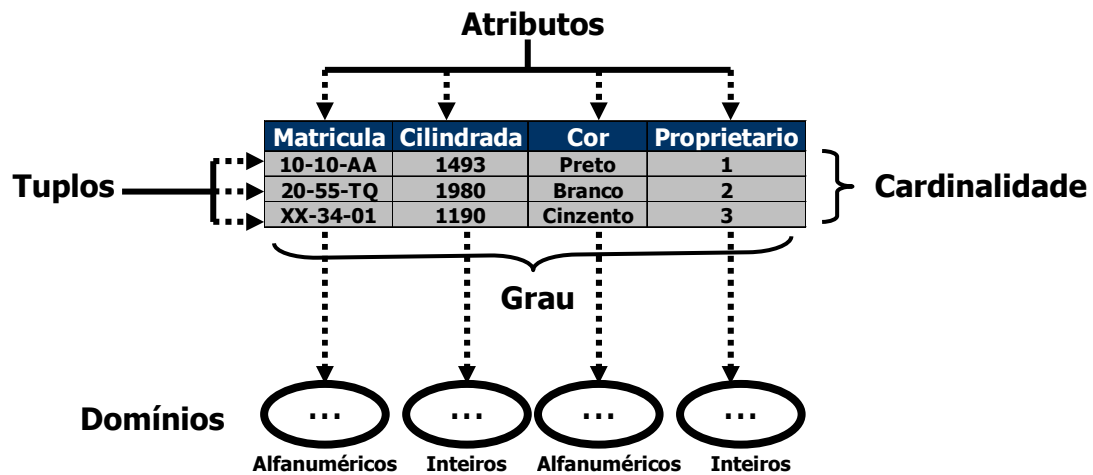 Atributos
Matricula Cilindrada Cor Proprietario
10-10-AA 1493 Preto 1
20-55-TQ 1980 Branco 2
XX-34-01 1190 Cinzento 3
Tuplos
Cardinalidade
Grau
Domínios
... ... ... ...
Alfanuméricos Inteiros Alfanuméricos Inteiros